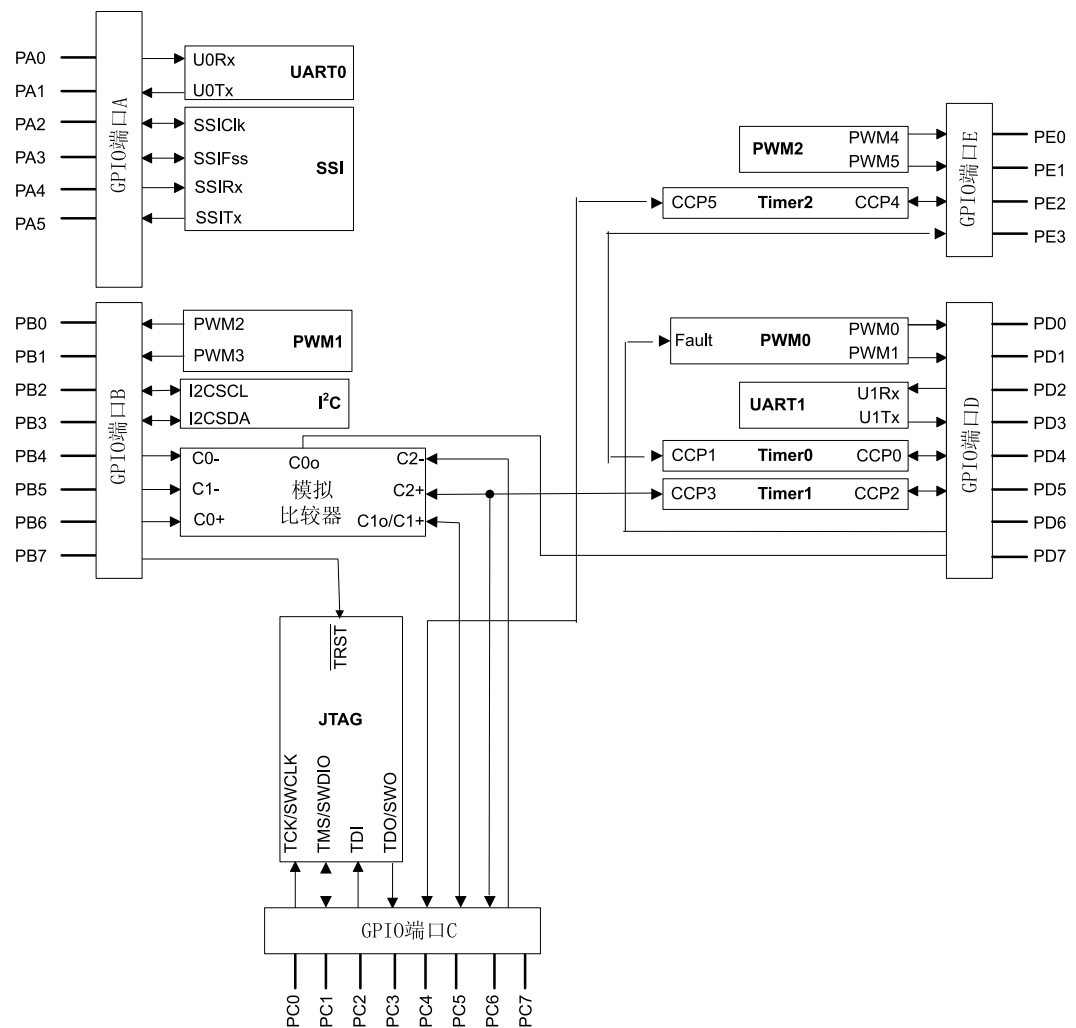 PA0
PA1
PA2
PA3
PA4
PA5
GPIO端口A
U0Rx
U0Tx
UART0
SSIClk
SSIFss
SSIRx
SSITx
SSI
PB0
PB1
PB2
PB3
PB4
PB5
PB6
PB7
GPIO端口B
PWM2
PWM3
PWM1
I2CSCL
I2CSDA
I²C
C0-
C1-
C0+
C0o
模拟
比较器
C2-
C2+
C1o/C1+
TRST
JTAG
TCK/SWCLK
TMS/SWDIO
TDI
TDO/SWO
GPIO端口C
PC0
PC1
PC2
PC3
PC4
PC5
PC6
PC7
PWM2
PWM4
PWM5
CCP5
Timer2
CCP4
GPIO端口E
PE0
PE1
PE2
PE3
Fault
PWM0
PWM0
PWM1
UART1
U1Rx
U1Tx
CCP1
Timer0
CCP0
CCP3
Timer1
CCP2
GPIO端口D
PD0
PD1
PD2
PD3
PD4
PD5
PD6
PD7